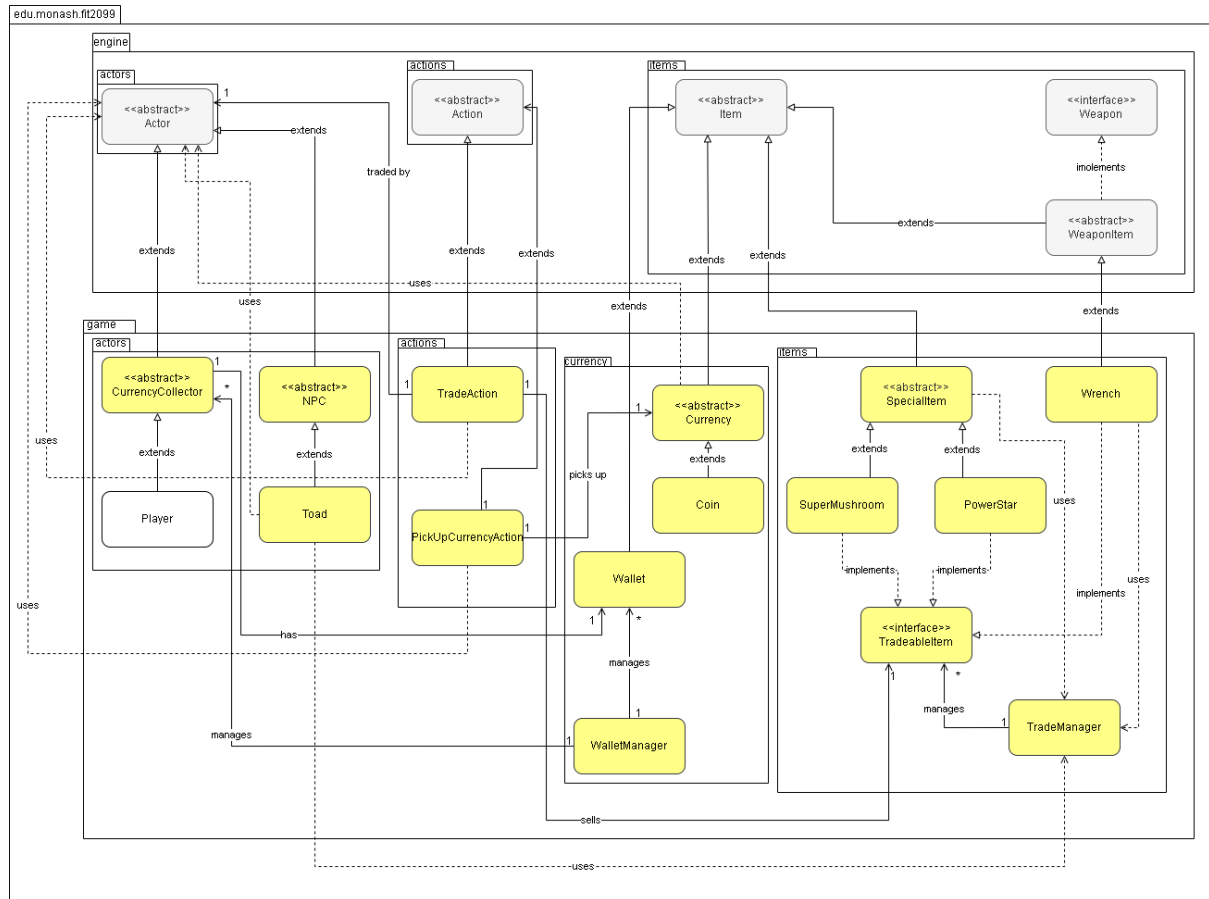 edu.monash.fit2099
engine
actors
actions
items
<<abstract>>
Actor
1
<<abstract>>
Action
<<abstract>>
Item
<<interface>>
Weapon
extends
traded by
imolements
<<abstract>>
WeaponItem
extends
extends
extends
extends
extends
extends
uses
uses
extends
extends
game
actors
actions
currency
items
<<abstract>>
CurrencyCollector
1
*
<<abstract>>
NPC
1
TradeAction
1
1
<<abstract>>
Currency
<<abstract>>
SpecialItem
Wrench
uses
extends
extends
extends
extends
extends
picks up
uses
Player
Toad
1
PickUpCurrencyAction
1
Coin
SuperMushroom
PowerStar
implements
implements
uses
implements
Wallet
uses
has
1
*
<<interface>>
TradeableItem
1
*
manages
manages
1
TradeManager
manages
1
1
WalletManager
sells
uses